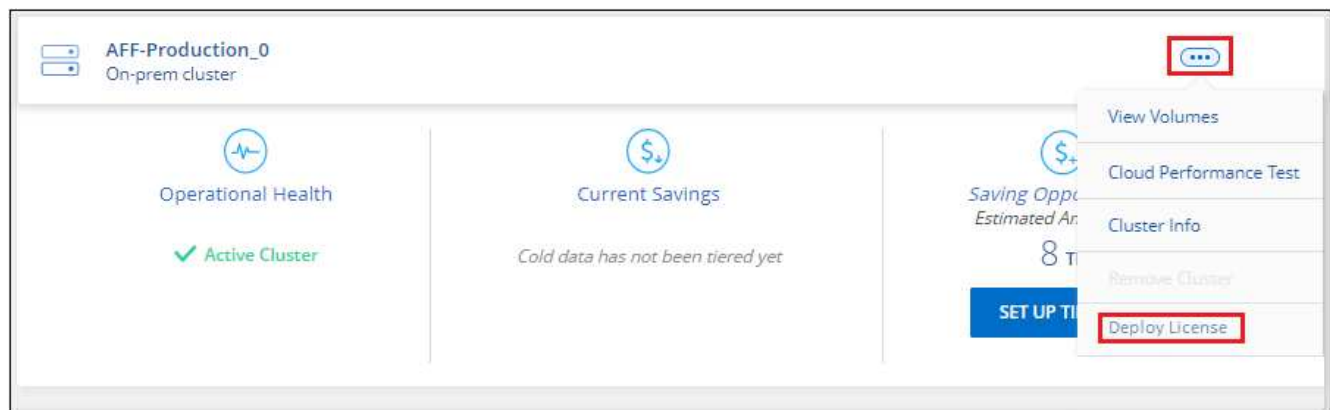 AFF-Production_0
On-prem cluster
View Volumes
Cloud Performance Test
Cluster Info
Remove Cluster
Deploy License
Operational Health
Active Cluster
Current Savings
Cold data has not been tiered yet
Saving
Estimated
8
SET UP